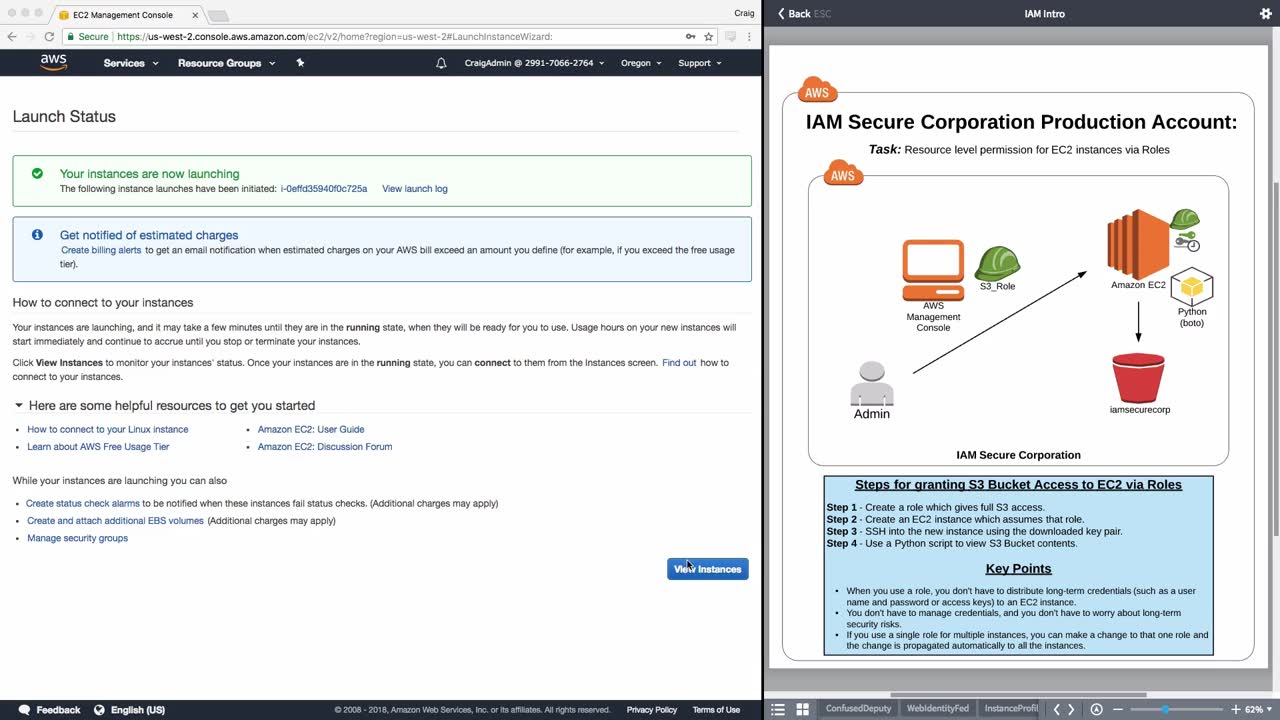 EC2 Management Console
Craig
Secure
https://us-west-2.console.aws.amazon.com/ec2/v2/home?region=us-west-2#LaunchInstanceWizard:
aws
Services
Resource Groups
CraigAdmin @ 2991-7066-2764
Oregon
Support
Launch Status
Your instances are now launching
The following instance launches have been initiated: i-0effd35940f0c725a View launch log
Get notified of estimated charges
Create billing alerts to get an email notification when estimated charges on your AWS bill exceed an amount you define (for example, if you exceed the free usage
tier).
How to connect to your instances
Your instances are launching, and it may take a few minutes until they are in the running state, when they will be ready for you to use. Usage hours on your new instances will
start immediately and continue to accrue until you stop or terminate your instances.
Click View Instances to monitor your instances' status. Once your instances are in the running state, you can connect to them from the Instances screen. Find out how to
connect to your instances.
Here are some helpful resources to get you started
• How to connect to your Linux instance
• Amazon EC2: User Guide
• Learn about AWS Free Usage Tier
• Amazon EC2: Discussion Forum
While your instances are launching you can also
• Create status check alarms to be notified when these instances fail status checks. (Additional charges may apply)
• Create and attach additional EBS volumes (Additional charges may apply)
• Manage security groups
View Instances
Feedback
English (US)
© 2008 - 2018, Amazon Web Services, Inc. or its affiliates. All rights reserved.
Privacy Policy
Terms of Use
Back ESC
IAM Intro
AWS
IAM Secure Corporation Production Account:
Task: Resource level permission for EC2 instances via Roles
AWS
S3_Role
AWS
Management
Console
Amazon EC2
Python
(boto)
Admin
iamsecurecorp
IAM Secure Corporation
Steps for granting S3 Bucket Access to EC2 via Roles
Step 1 - Create a role which gives full S3 access.
Step 2 - Create an EC2 instance which assumes that role.
Step 3 - SSH into the new instance using the downloaded key pair.
Step 4 - Use a Python script to view S3 Bucket contents.
Key Points
• When you use a role, you don't have to distribute long-term credentials (such as a user
name and password or access keys) to an EC2 instance.
• You don't have to manage credentials, and you don't have to worry about long-term
security risks.
• If you use a single role for multiple instances, you can make a change to that one role and
the change is propagated automatically to all the instances.
ConfusedDeputy
WebIdentityFed
InstanceProfil
62%